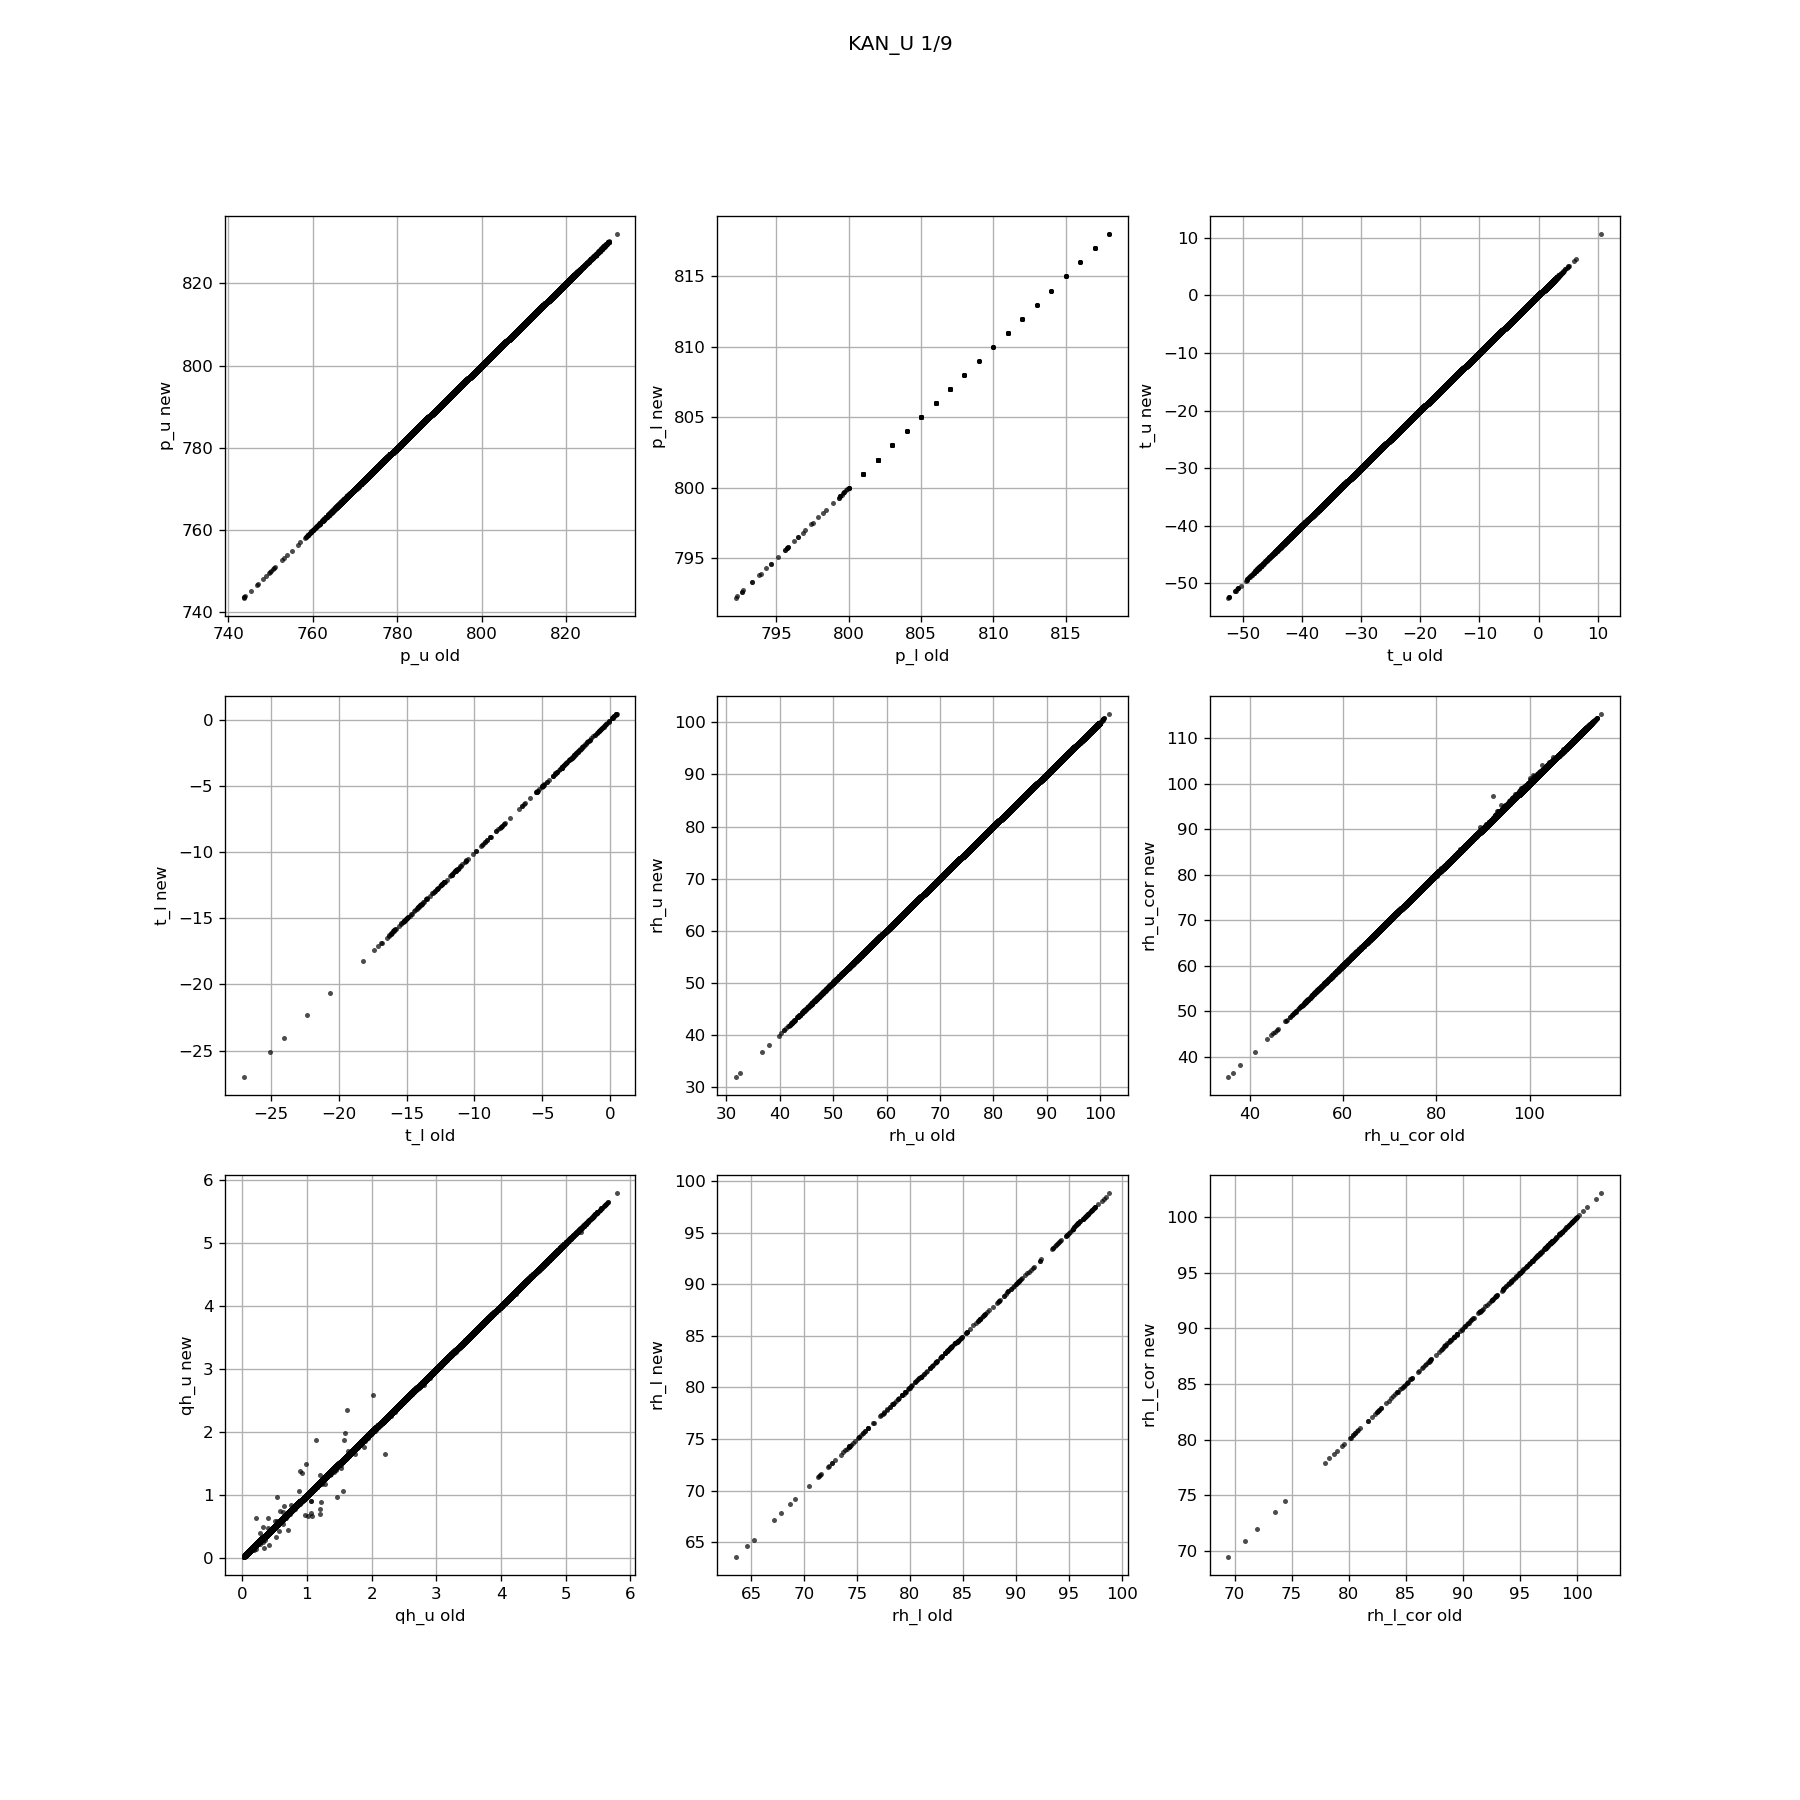 KAN_U 1/9
820
800
780
760
740
p_u new
740 760 780 800 820
p_u old
815
810
805
800
795
p_l new
795 800 805 810 815
p_l old
10
0
−10
−20
−30
−40
−50
t_u new
−50 −40 −30 −20 −10 0 10
t_u old
0
−5
−10
−15
−20
−25
t_l new
−25 −20 −15 −10 −5 0
t_l old
100
90
80
70
60
50
40
30
rh_u new
30 40 50 60 70 80 90 100
rh_u old
110
100
90
80
70
60
50
40
rh_u_cor new
40 60 80 100
rh_u_cor old
6
5
4
3
2
1
0
qh_u new
0 1 2 3 4 5 6
qh_u old
100
95
90
85
80
75
70
65
rh_l new
65 70 75 80 85 90 95 100
rh_l old
100
95
90
85
80
75
70
rh_l_cor new
70 75 80 85 90 95 100
rh_l_cor old